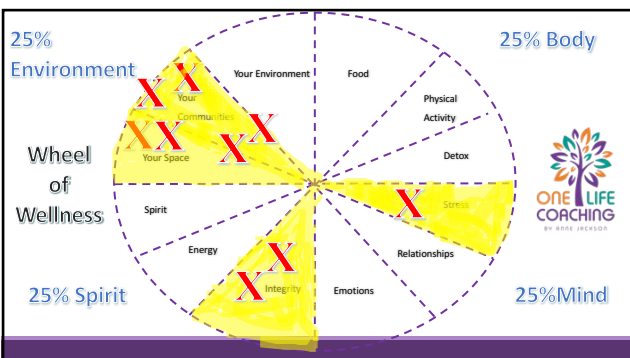 25%
Environment
25% Body
Your Environment
Food
Physical
Activity
Detox
X X
Your
Communities
X X
X X
Your Space
Wheel
of
Wellness
Spirit
Energy
X
X
Integrity
Emotions
Relationships
X
Stress
ONE LIFE
COACHING
BY ANNE JACKSON
25% Spirit
25%Mind